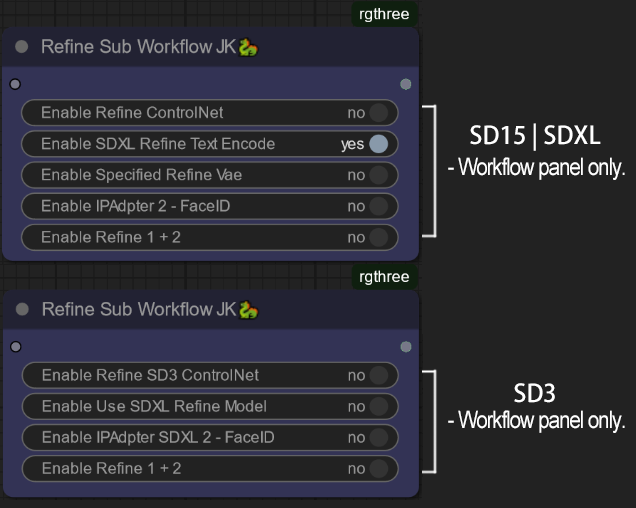 rgthree
Refine Sub Workflow JK🐉
Enable Refine ControlNet no
Enable SDXL Refine Text Encode yes
Enable Specified Refine Vae no
Enable IPAdpter 2 - FaceID no
Enable Refine 1 + 2 no
SD15 | SDXL
- Workflow panel only.
rgthree
Refine Sub Workflow JK🐉
Enable Refine SD3 ControlNet no
Enable Use SDXL Refine Model no
Enable IPAdpter SDXL 2 - FaceID no
Enable Refine 1 + 2 no
SD3
- Workflow panel only.